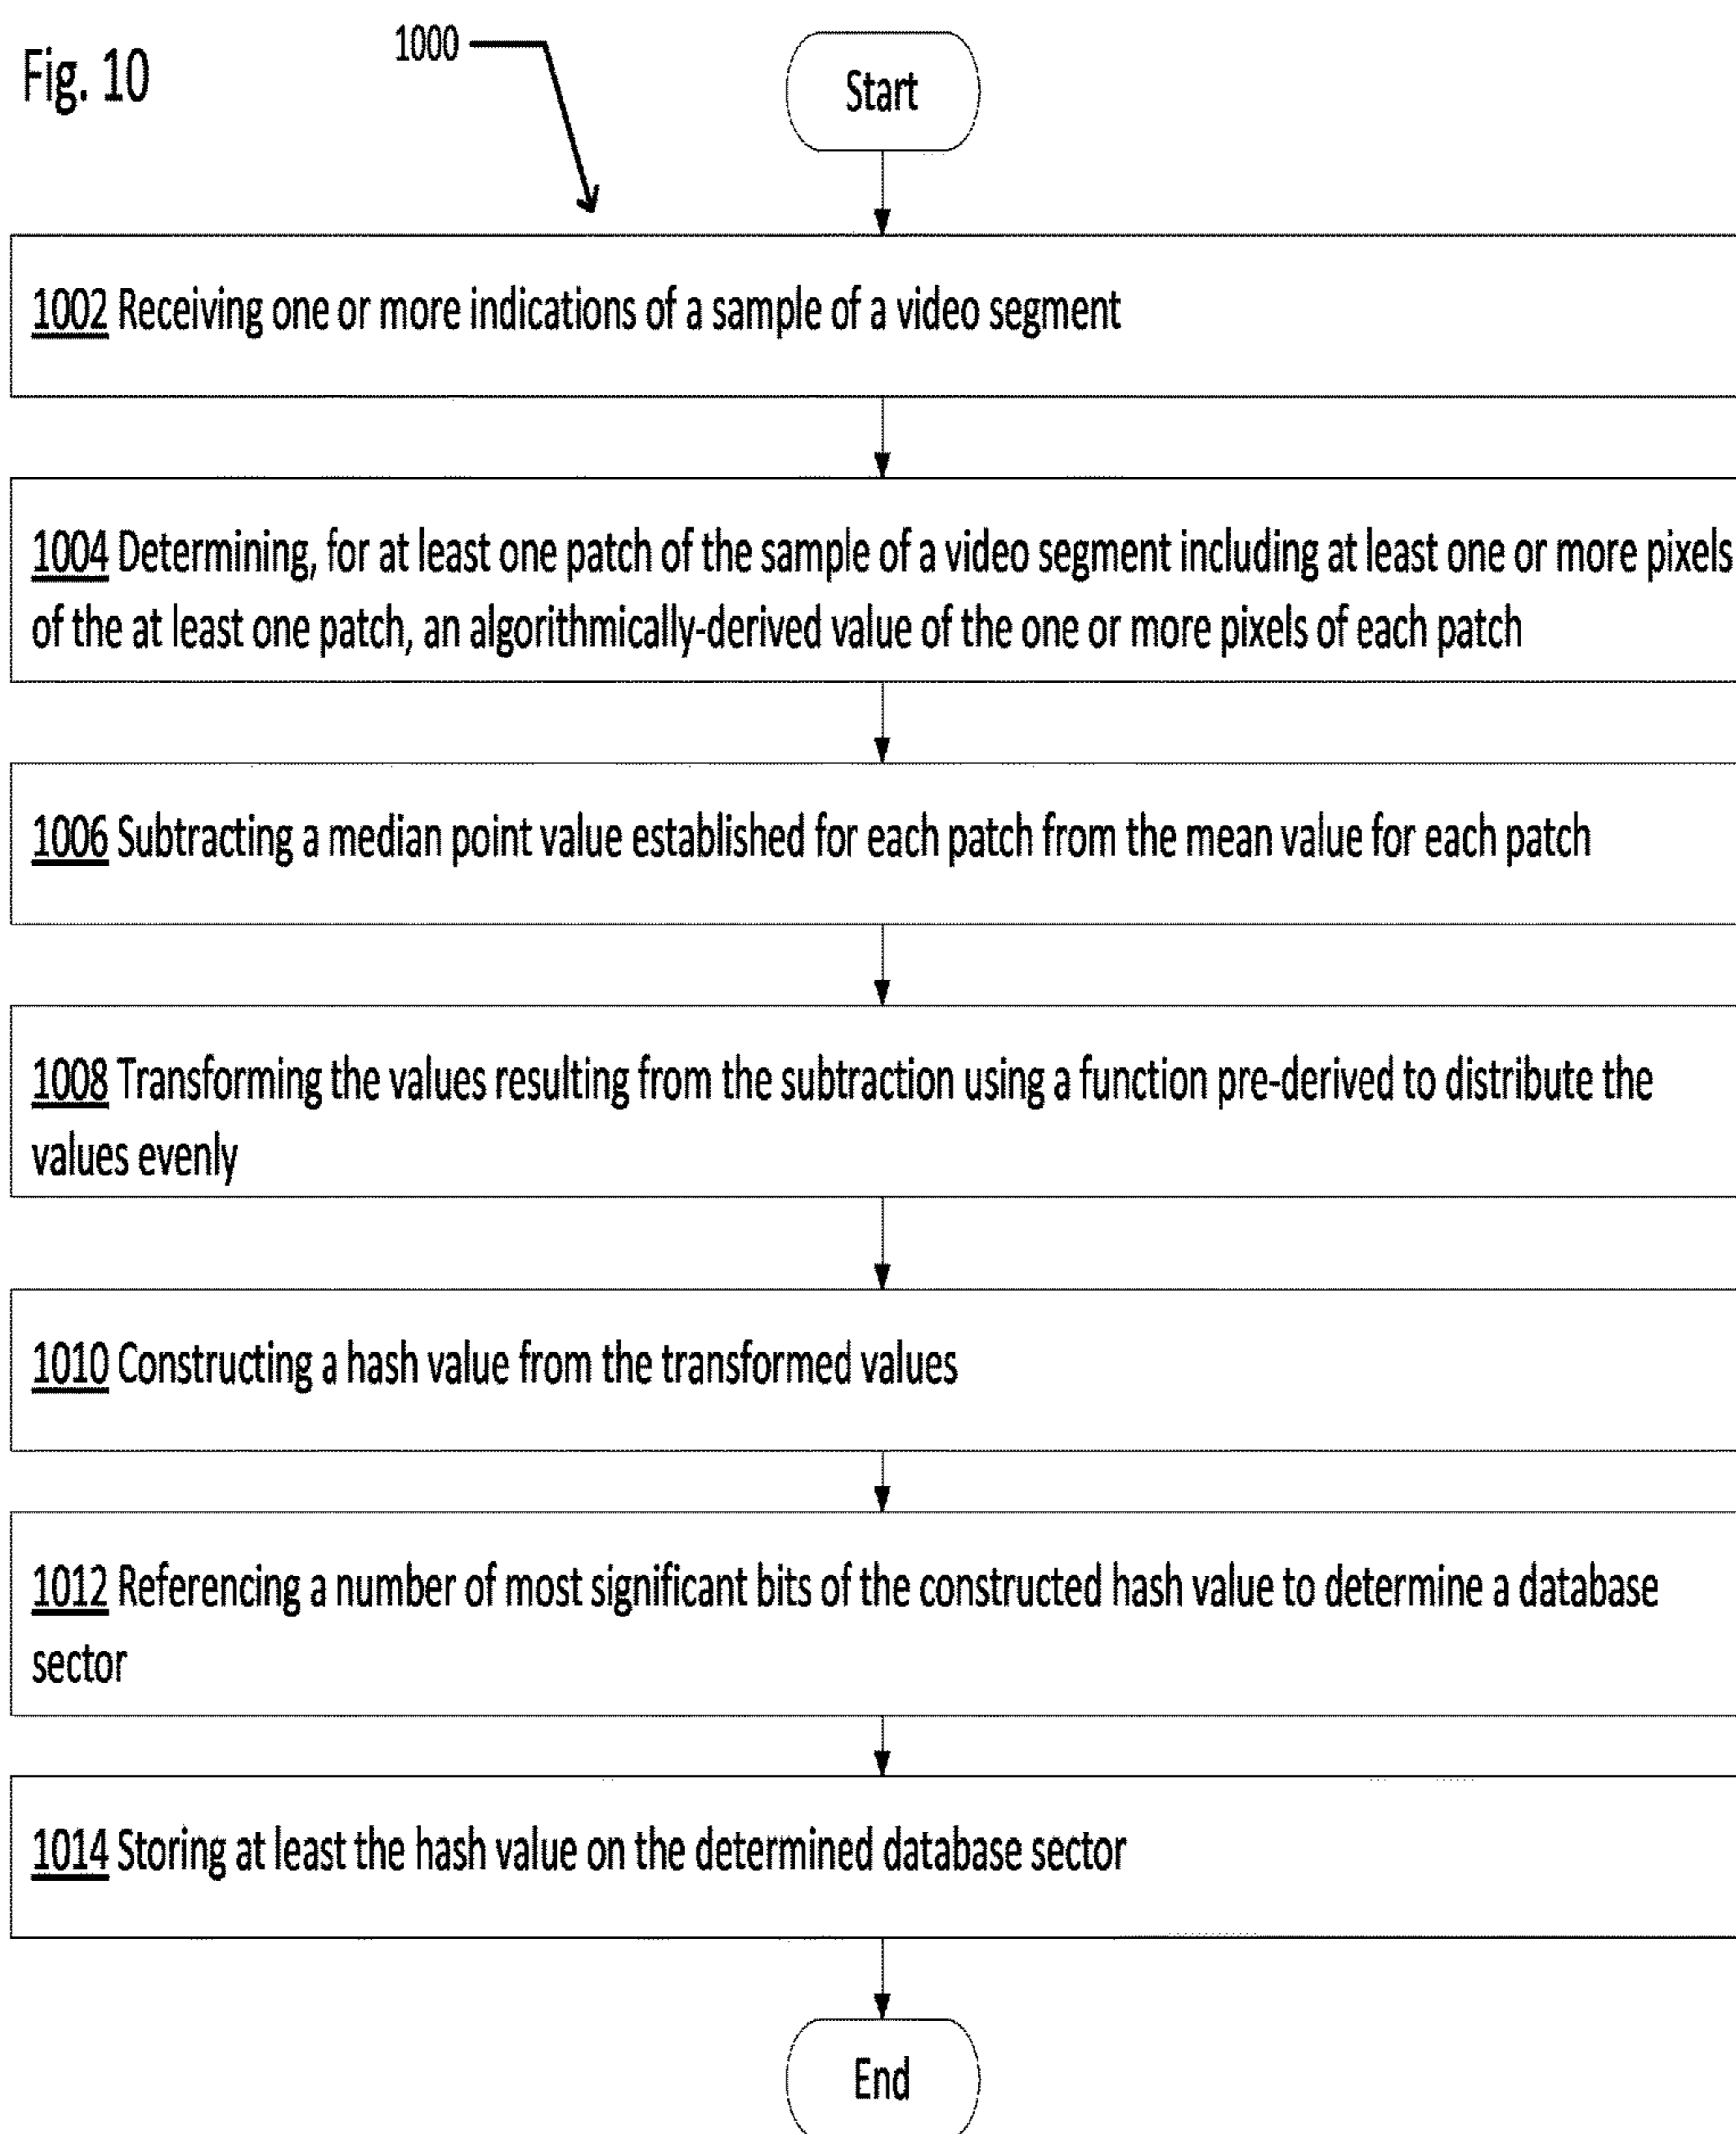 Fig. 10
1000
Start
1002 Receiving one or more indications of a sample of a video segment
1004 Determining, for at least one patch of the sample of a video segment including at least one or more pixels
of the at least one patch, an algorithmically-derived value of the one or more pixels of each patch
1006 Subtracting a median point value established for each patch from the mean value for each patch
1008 Transforming the values resulting from the subtraction using a function pre-derived to distribute the
values evenly
1010 Constructing a hash value from the transformed values
1012 Referencing a number of most significant bits of the constructed hash value to determine a database
sector
1014 Storing at least the hash value on the determined database sector
End